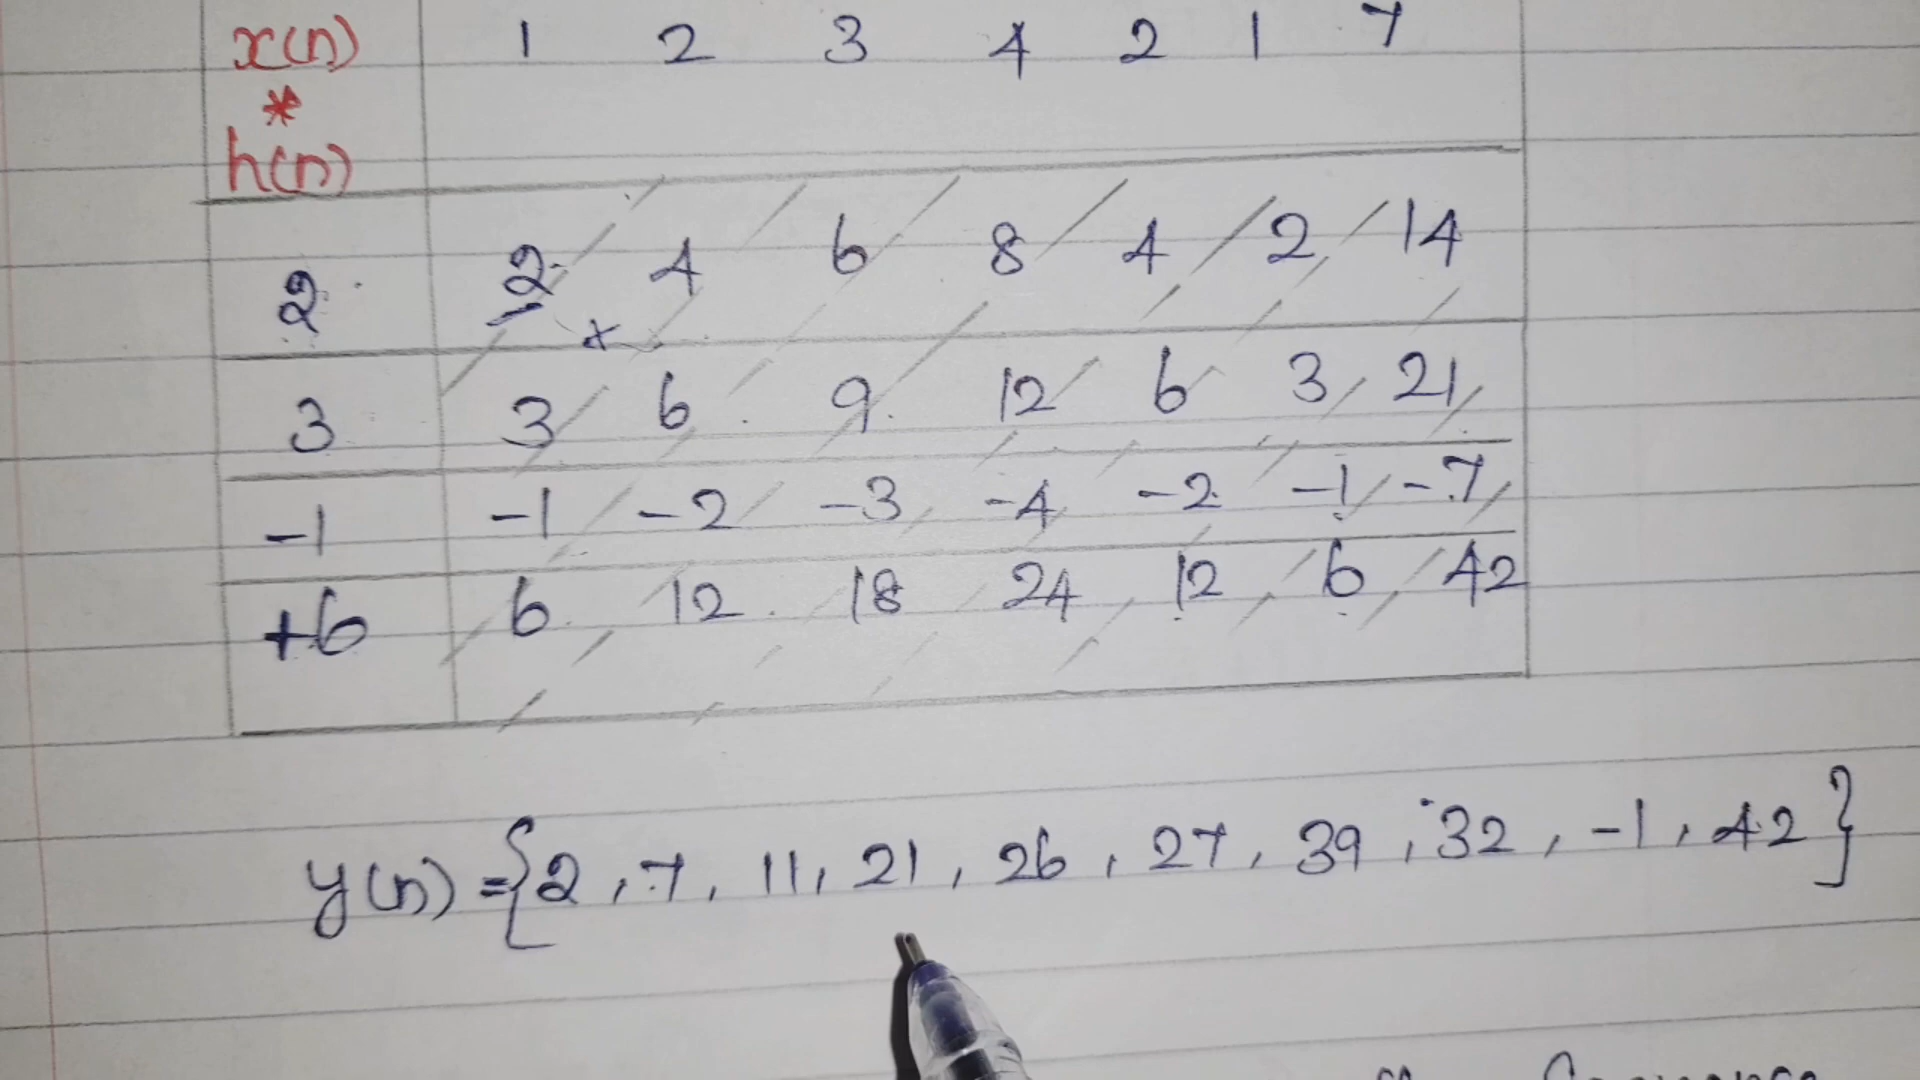 x(n) 1 2 3 4 2 1 7
*
h(n)
2 2 4 6 8 4 2 14
3 3 6 9 12 6 3 21
-1 -1 -2 -3 -4 -2 -1 -7
+6 6 12 18 24 12 6 42
y(n) = {2, 7, 11, 21, 26, 27, 39, 32, -1, 42}